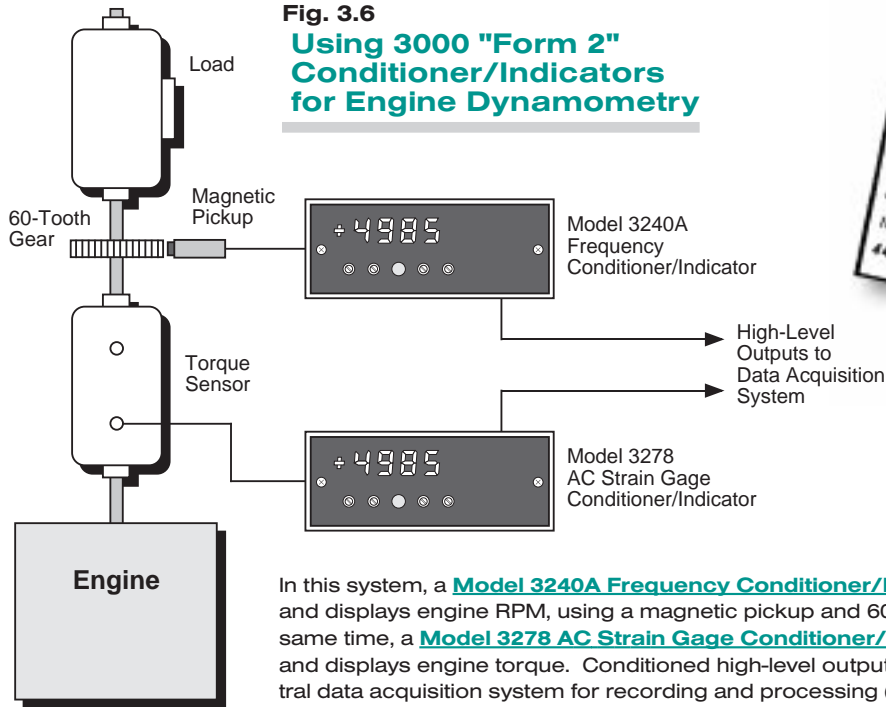 Fig. 3.6
Using 3000 "Form 2"
Conditioner/Indicators
for Engine Dynamometry
Load
60-Tooth
Gear
Magnetic
Pickup
+4985
Model 3240A
Frequency
Conditioner/Indicator
High-Level
Outputs to
Data Acquisition
System
Torque
Sensor
+4985
Model 3278
AC Strain Gage
Conditioner/Indicator
Engine
In this system, a Model 3240A Frequency Conditioner/
and displays engine RPM, using a magnetic pickup and 60
same time, a Model 3278 AC Strain Gage Conditioner/
and displays engine torque. Conditioned high-level output
tral data acquisition system for recording and processing